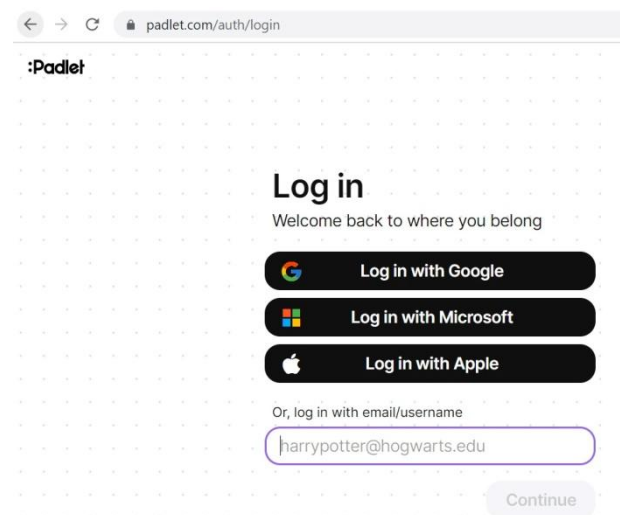 padlet.com/auth/login
:Padlet
Log in
Welcome back to where you belong
Log in with Google
Log in with Microsoft
Log in with Apple
Or, log in with email/username
harrypotter@hogwarts.edu
Continue